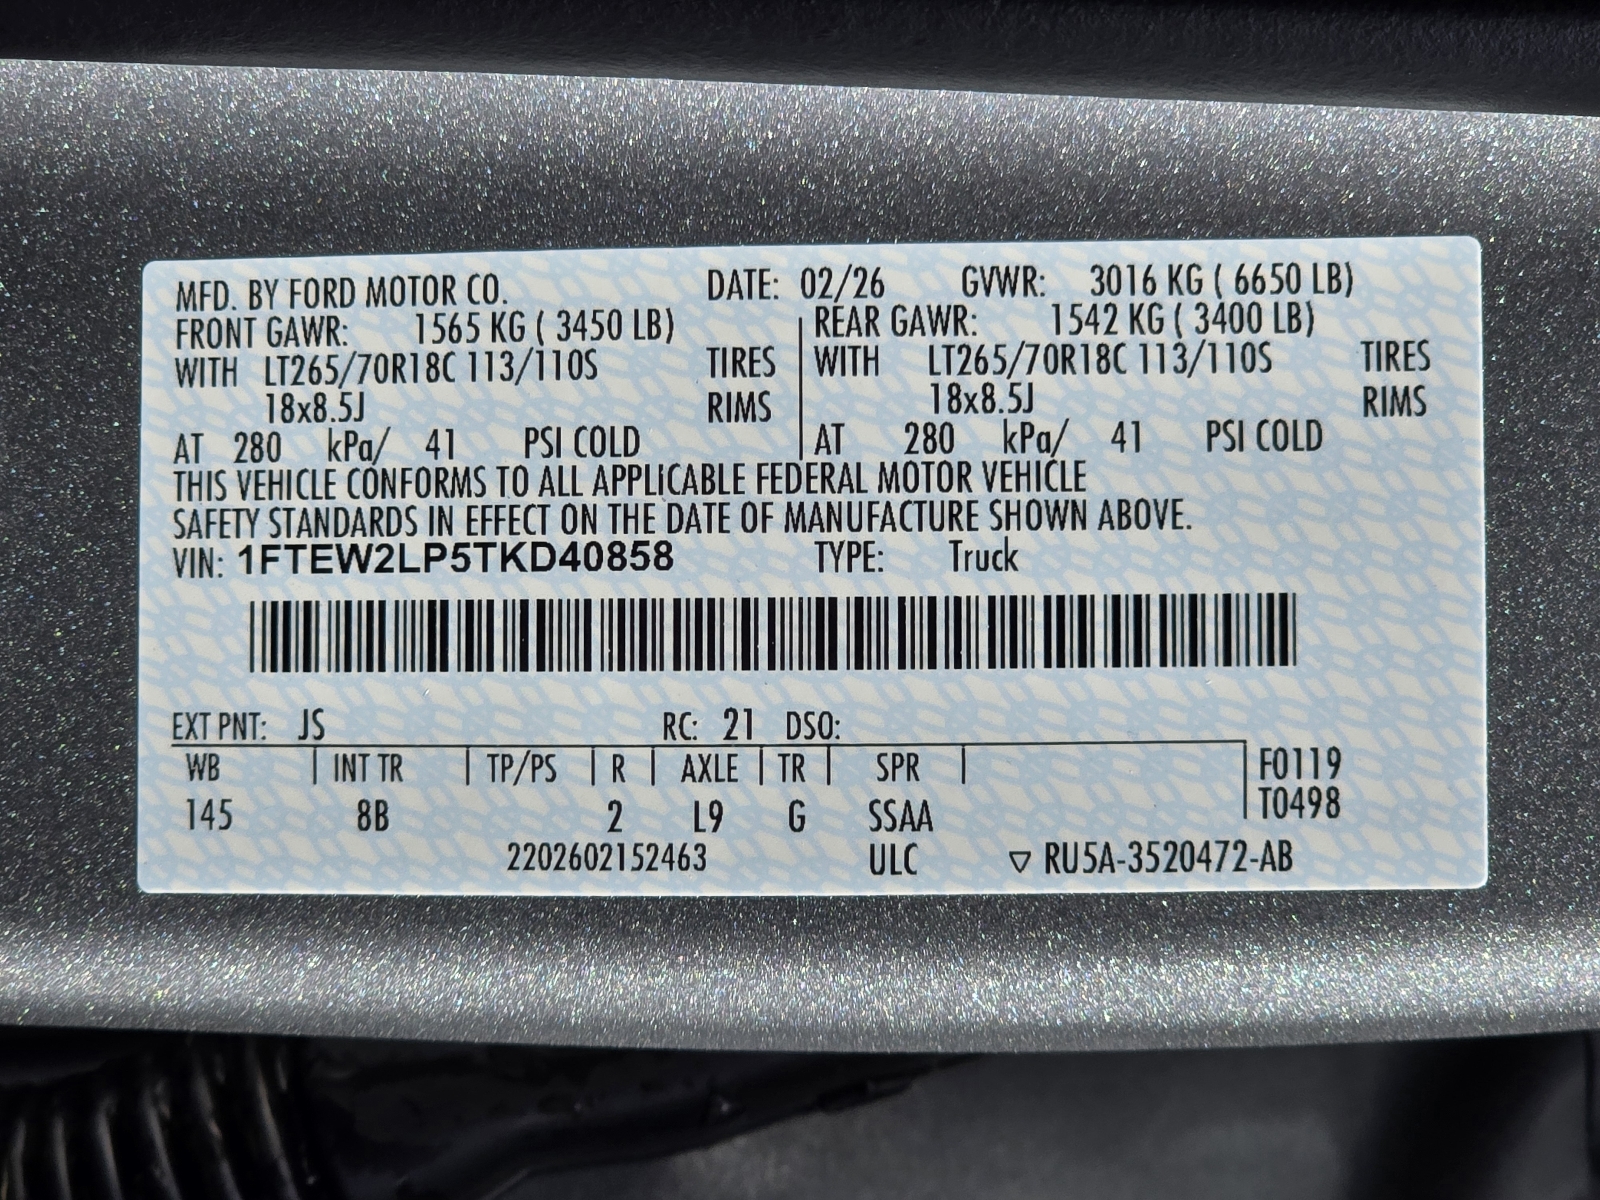 MFD. BY FORD MOTOR CO. DATE: 02/26 GVWR: 3016 KG ( 6650 LB)
FRONT GAWR: 1565 KG ( 3450 LB) REAR GAWR: 1542 KG ( 3400 LB)
WITH LT265/70R18C 113/110S TIRES WITH LT265/70R18C 113/110S TIRES
18x8.5J RIMS 18x8.5J RIMS
AT 280 kPa/ 41 PSI COLD AT 280 kPa/ 41 PSI COLD
THIS VEHICLE CONFORMS TO ALL APPLICABLE FEDERAL MOTOR VEHICLE
SAFETY STANDARDS IN EFFECT ON THE DATE OF MANUFACTURE SHOWN ABOVE.
VIN: 1FTEW2LP5TKD40858 TYPE: Truck
EXT PNT: JS RC: 21 DSO:
WB | INT TR | TP/PS | R | AXLE | TR | SPR | F0119
145 8B 2 L9 G SSAA T0498
2202602152463 ULC ▽ RU5A-3520472-AB